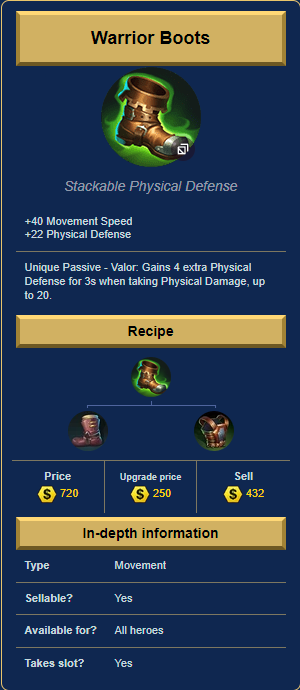 Warrior Boots
Stackable Physical Defense
+40 Movement Speed
+22 Physical Defense
Unique Passive - Valor: Gains 4 extra Physical
Defense for 3s when taking Physical Damage, up
to 20.
Recipe
Price Upgrade price Sell
720 250 432
In-depth information
Type Movement
Sellable? Yes
Available for? All heroes
Takes slot? Yes